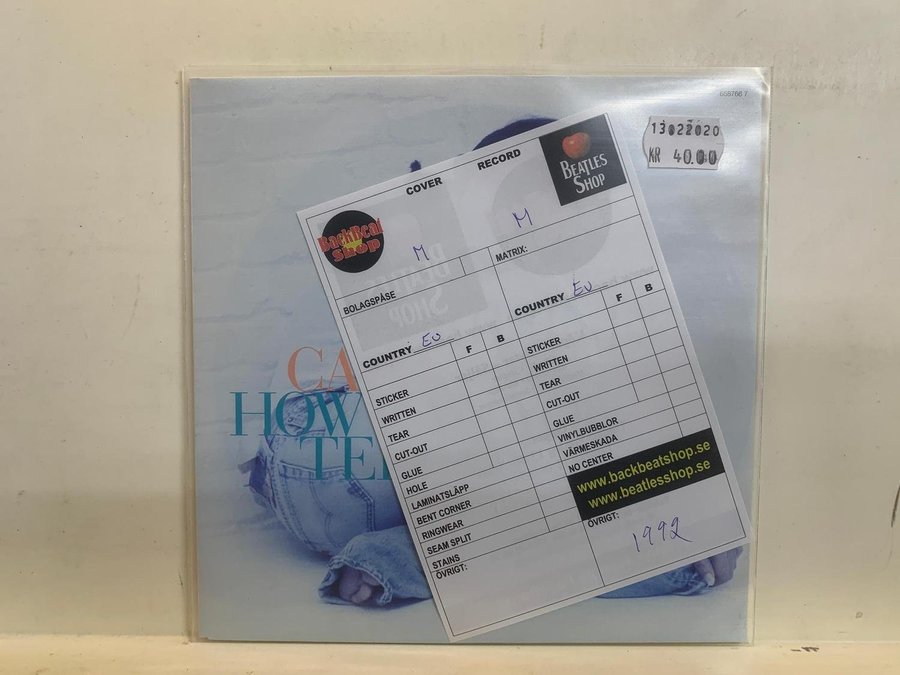 658766 7
13022020
KR 40.00
COVER
RECORD
BEATLES
SHOP
BackBeat
SHOP
M
M
BOLAGSPÅSE
MATRIX:
COUNTRY EU
F B
COUNTRY EU
F B
STICKER
WRITTEN
TEAR
CUT-OUT
GLUE
HOLE
LAMINATSLÄPP
BENT CORNER
RINGWEAR
SEAM SPLIT
STAINS
ÖVRIGT:
STICKER
WRITTEN
TEAR
CUT-OUT
GLUE
VINYLBUBBLOR
VÄRMESKADA
NO CENTER
www.backbeatshop.se
www.beatlesshop.se
ÖVRIGT:
1992
CA
HOW
TE